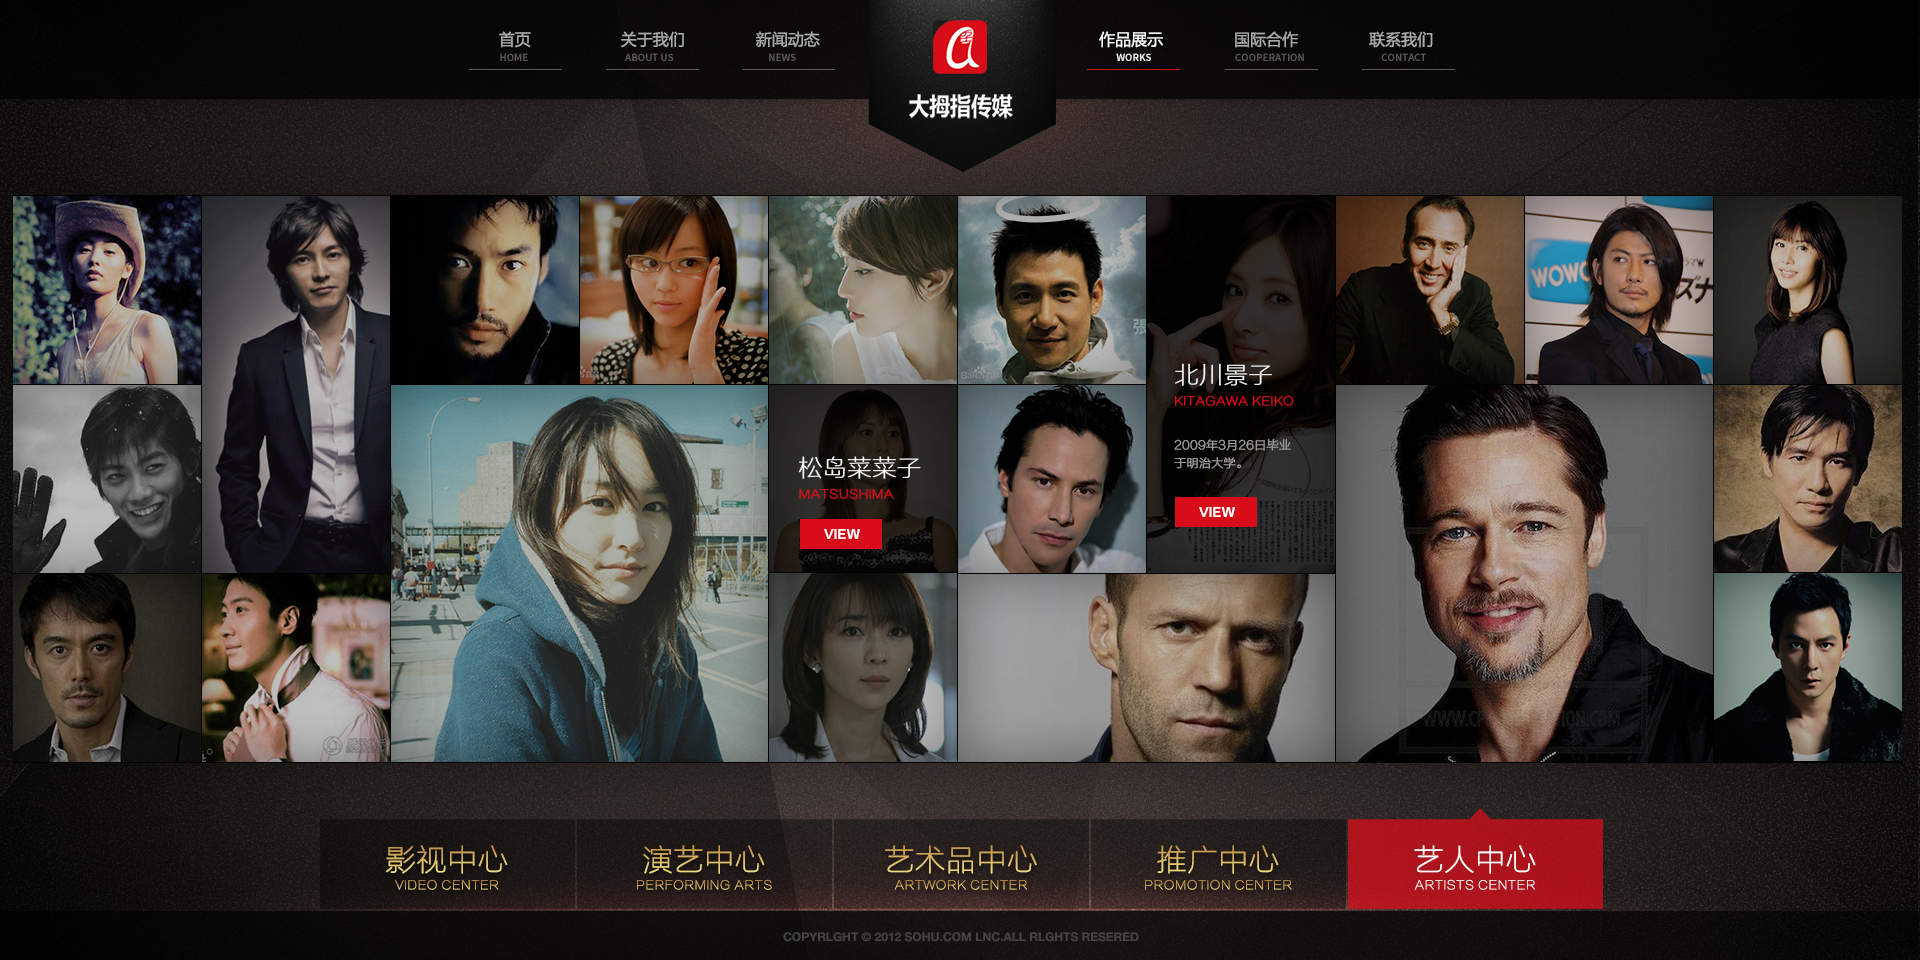 首页
HOME
关于我们
ABOUT US
新闻动态
NEWS
大拇指传媒
作品展示
WORKS
国际合作
COOPERATION
联系我们
CONTACT
WOWO
張
北川景子
KITAGAWA KEIKO
2009年3月26日毕业
于明治大学。
VIEW
松岛菜菜子
MATSUSHIMA
VIEW
影视中心
VIDEO CENTER
演艺中心
PERFORMING ARTS
艺术品中心
ARTWORK CENTER
推广中心
PROMOTION CENTER
艺人中心
ARTISTS CENTER
COPYRLGHT © 2012 SOHU.COM LNC.ALL RLGHTS RESERED